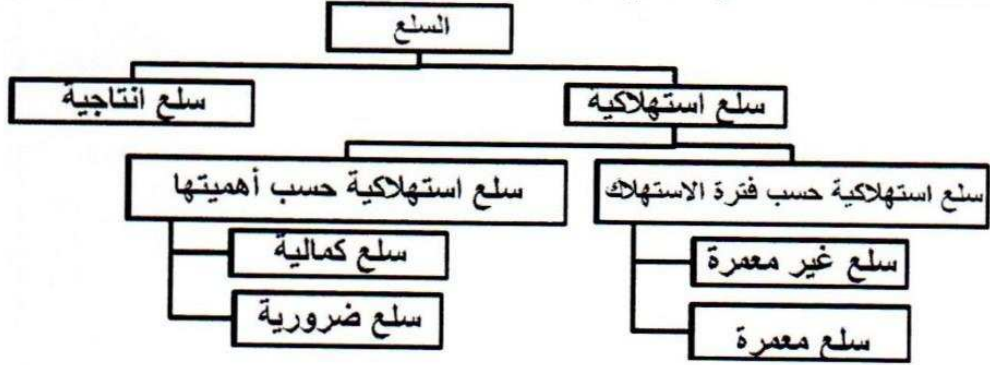 السلع
سلع استهلاكية
سلع انتاجية
سلع استهلاكية حسب فترة الاستهلاك
سلع استهلاكية حسب أهميتها
سلع غير معمرة
سلع كمالية
سلع معمرة
سلع ضرورية